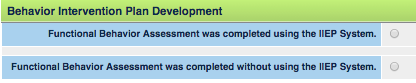 Behavior Intervention Plan Development
Functional Behavior Assessment was completed using the IIEP System.
Functional Behavior Assessment was completed without using the IIEP System.